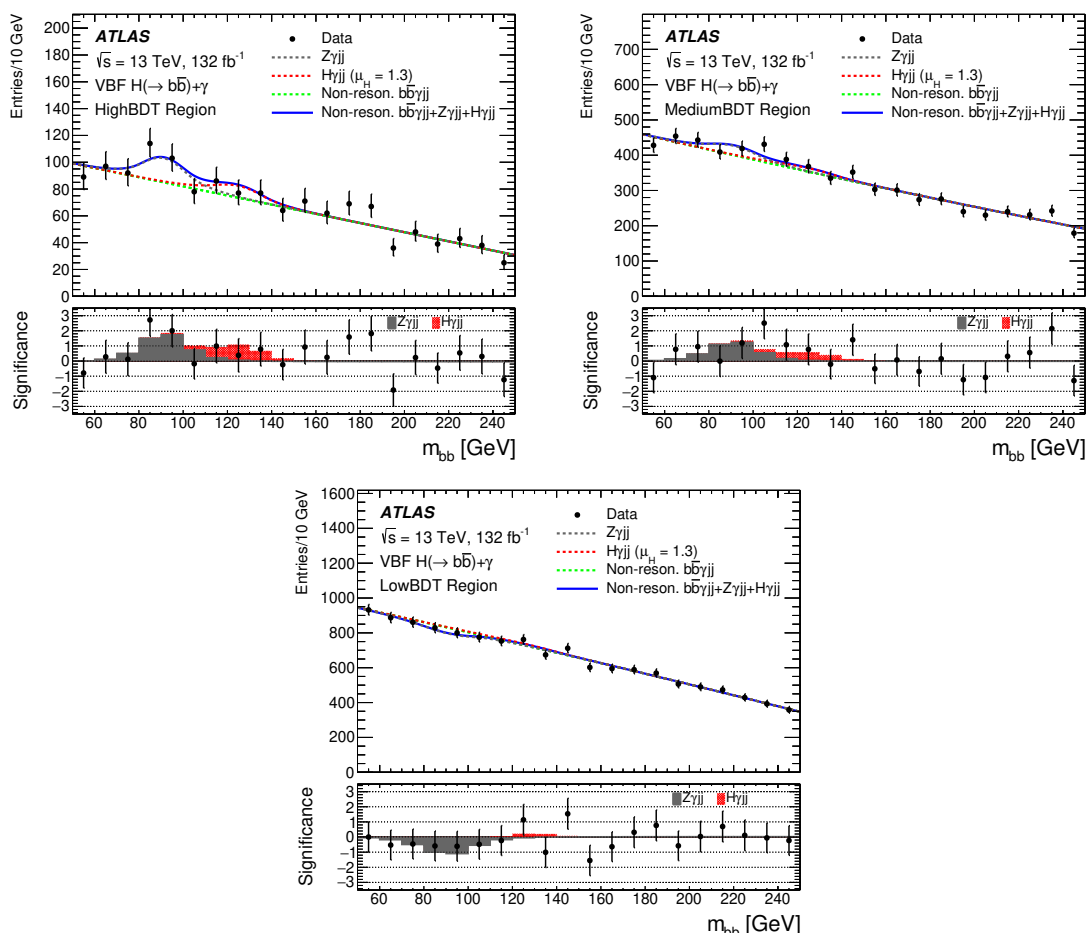 Entries/10 GeV
200
180
160
140
120
100
80
60
40
20
0
ATLAS
√s = 13 TeV, 132 fb⁻¹
VBF H(→ bb̅)+γ
HighBDT Region
Data
Zγjj
Hγjj (μ_H = 1.3)
Non-reson. bb̅γjj
Non-reson. bb̅γjj+Zγjj+Hγjj
Significance
3
2
1
0
−1
−2
−3
Zγjj Hγjj
60 80 100 120 140 160 180 200 220 240
m_bb [GeV]
Entries/10 GeV
700
600
500
400
300
200
100
0
ATLAS
√s = 13 TeV, 132 fb⁻¹
VBF H(→ bb̅)+γ
MediumBDT Region
Data
Zγjj
Hγjj (μ_H = 1.3)
Non-reson. bb̅γjj
Non-reson. bb̅γjj+Zγjj+Hγjj
Significance
3
2
1
0
−1
−2
−3
Zγjj Hγjj
60 80 100 120 140 160 180 200 220 240
m_bb [GeV]
Entries/10 GeV
1600
1400
1200
1000
800
600
400
200
0
ATLAS
√s = 13 TeV, 132 fb⁻¹
VBF H(→ bb̅)+γ
LowBDT Region
Data
Zγjj
Hγjj (μ_H = 1.3)
Non-reson. bb̅γjj
Non-reson. bb̅γjj+Zγjj+Hγjj
Significance
3
2
1
0
−1
−2
−3
Zγjj Hγjj
60 80 100 120 140 160 180 200 220 240
m_bb [GeV]